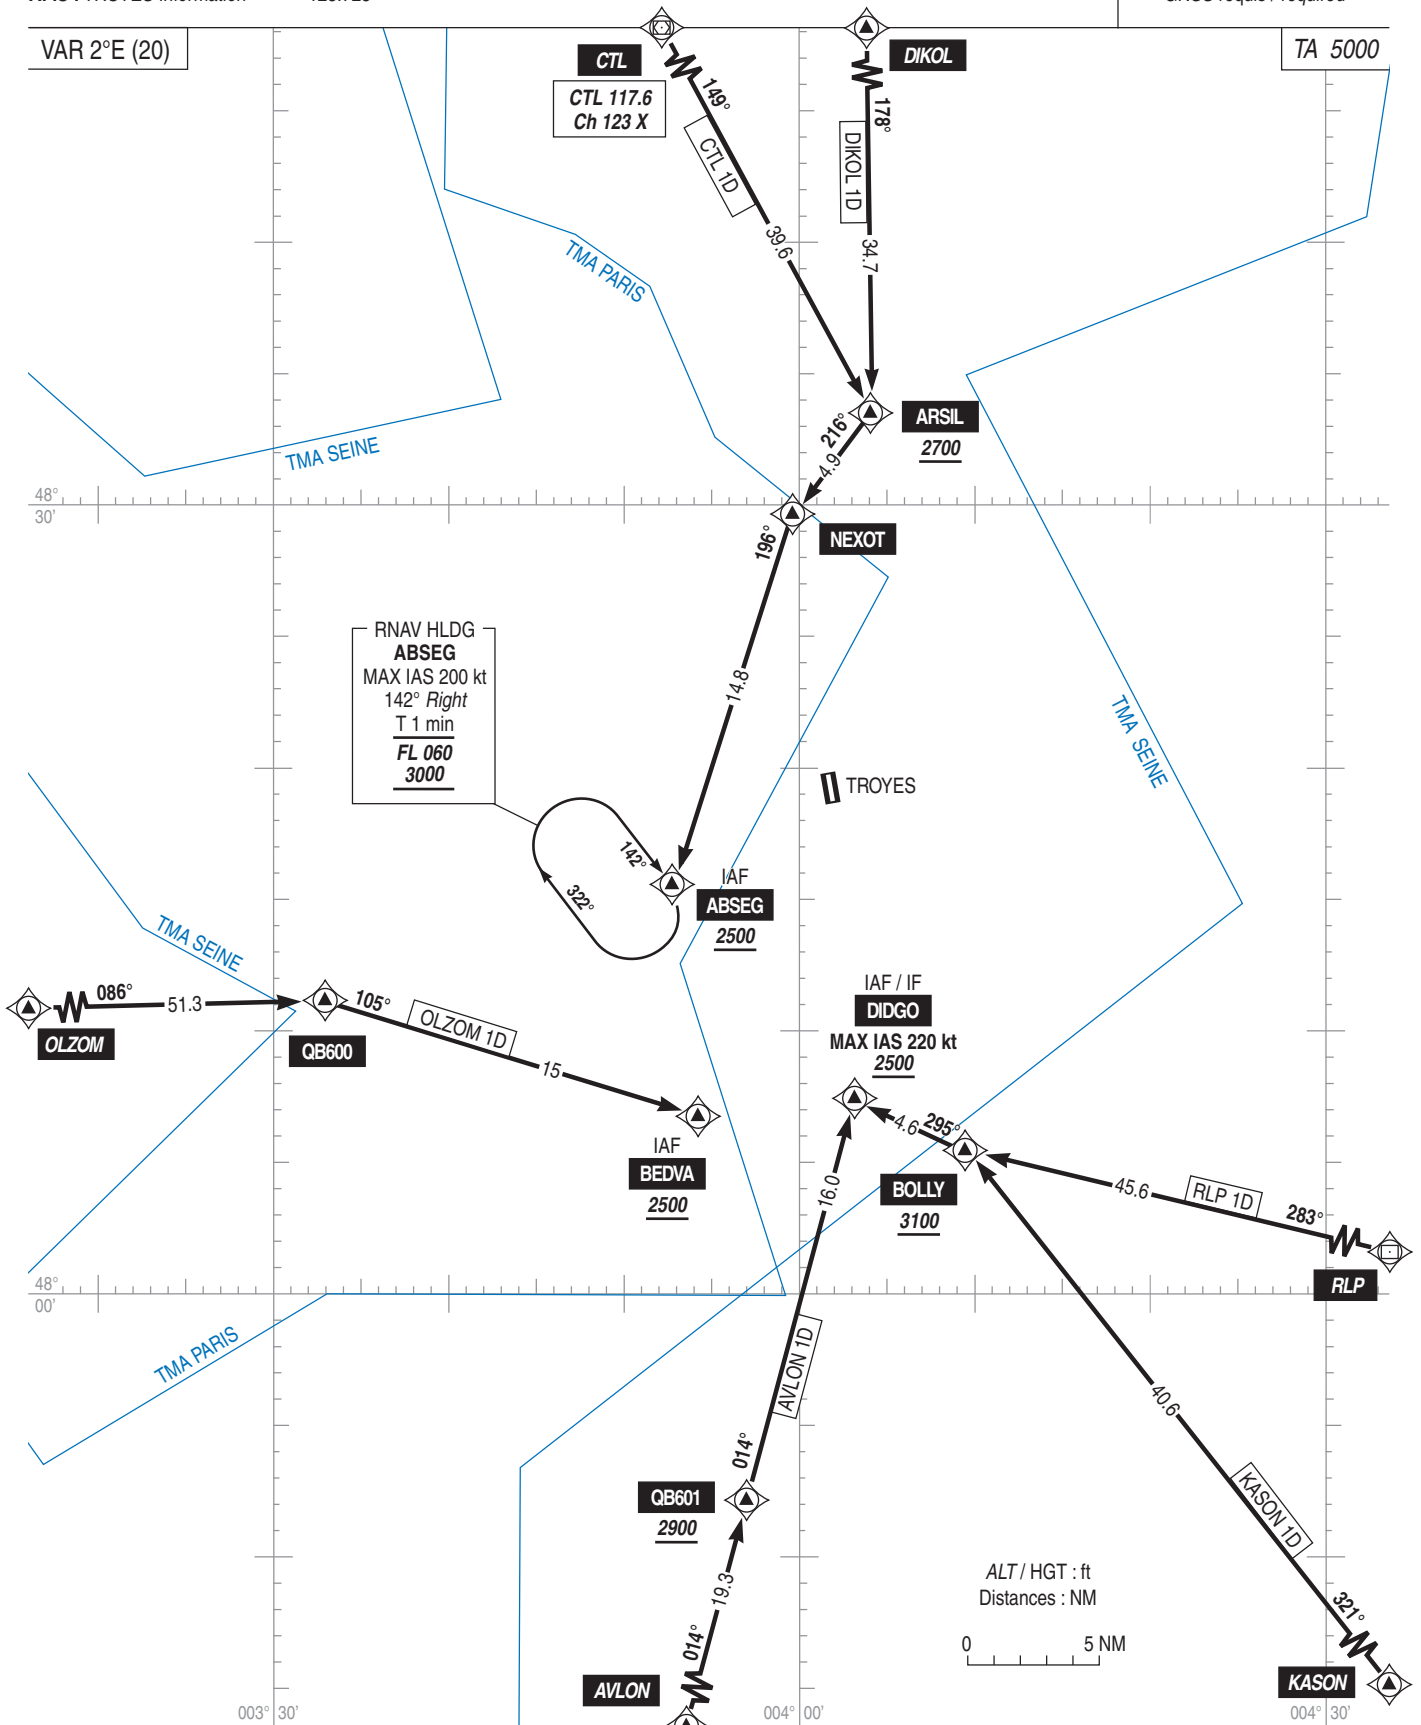 VAR 2°E (20)
TA 5000
CTL
CTL 117.6
Ch 123 X
DIKOL
149°
178°
CTL 1D
DIKOL 1D
39.6
34.7
TMA PARIS
TMA SEINE
ARSIL
2700
216°
4.9
48°
30'
NEXOT
196°
RNAV HLDG
ABSEG
MAX IAS 200 kt
142° Right
T 1 min
FL 060
3000
14.8
TMA SEINE
TROYES
142°
322°
IAF
ABSEG
2500
TMA SEINE
086°
51.3
OLZOM
QB600
105°
OLZOM 1D
15
IAF
BEDVA
2500
IAF / IF
DIDGO
MAX IAS 220 kt
2500
4.6
295°
BOLLY
3100
16.0
45.6
RLP 1D
283°
RLP
48°
00'
TMA PARIS
AVLON 1D
40.6
014°
QB601
2900
KASON 1D
19.3
ALT / HGT : ft
Distances : NM
0 5 NM
321°
014°
AVLON
KASON
003° 30'
004° 00'
004° 30'